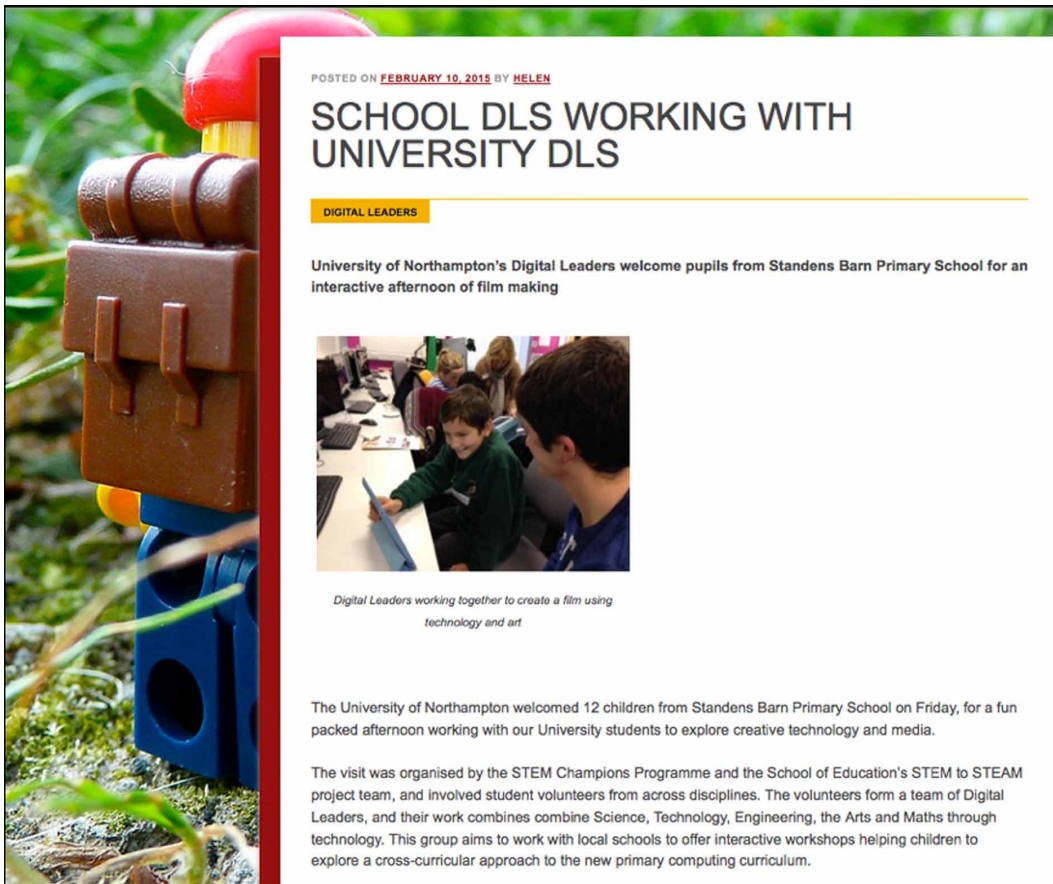 POSTED ON FEBRUARY 10, 2015 BY HELEN
SCHOOL DLS WORKING WITH
UNIVERSITY DLS
DIGITAL LEADERS
University of Northampton's Digital Leaders welcome pupils from Standens Barn Primary School for an
interactive afternoon of film making
Digital Leaders working together to create a film using
technology and art
The University of Northampton welcomed 12 children from Standens Barn Primary School on Friday, for a fun
packed afternoon working with our University students to explore creative technology and media.
The visit was organised by the STEM Champions Programme and the School of Education's STEM to STEAM
project team, and involved student volunteers from across disciplines. The volunteers form a team of Digital
Leaders, and their work combines combine Science, Technology, Engineering, the Arts and Maths through
technology. This group aims to work with local schools to offer interactive workshops helping children to
explore a cross-curricular approach to the new primary computing curriculum.